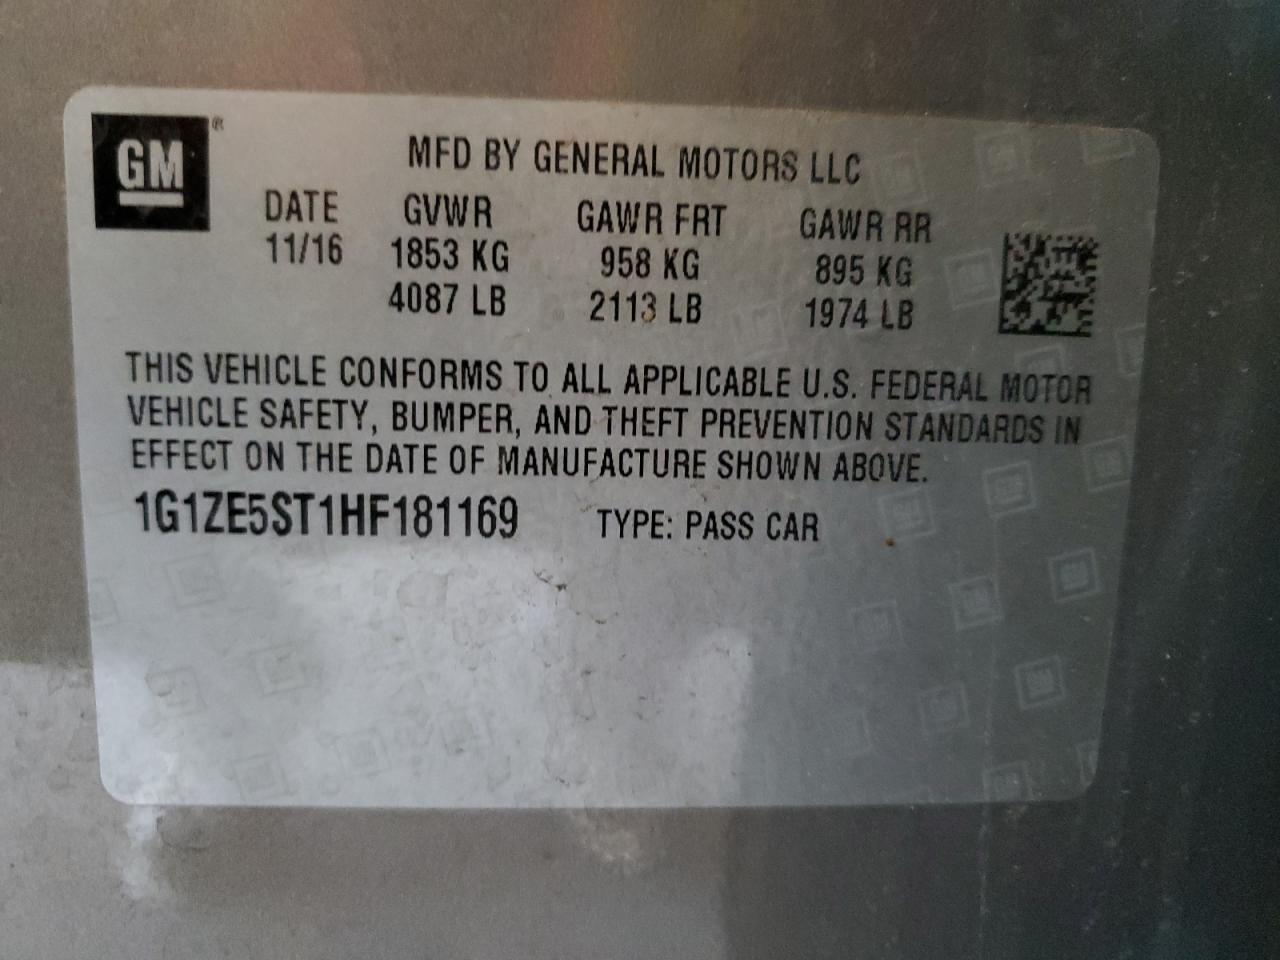 GM®
MFD BY GENERAL MOTORS LLC
DATE GVWR GAWR FRT GAWR RR
11/16 1853 KG 958 KG 895 KG
4087 LB 2113 LB 1974 LB
THIS VEHICLE CONFORMS TO ALL APPLICABLE U.S. FEDERAL MOTOR
VEHICLE SAFETY, BUMPER, AND THEFT PREVENTION STANDARDS IN
EFFECT ON THE DATE OF MANUFACTURE SHOWN ABOVE.
1G1ZE5ST1HF181169 TYPE: PASS CAR